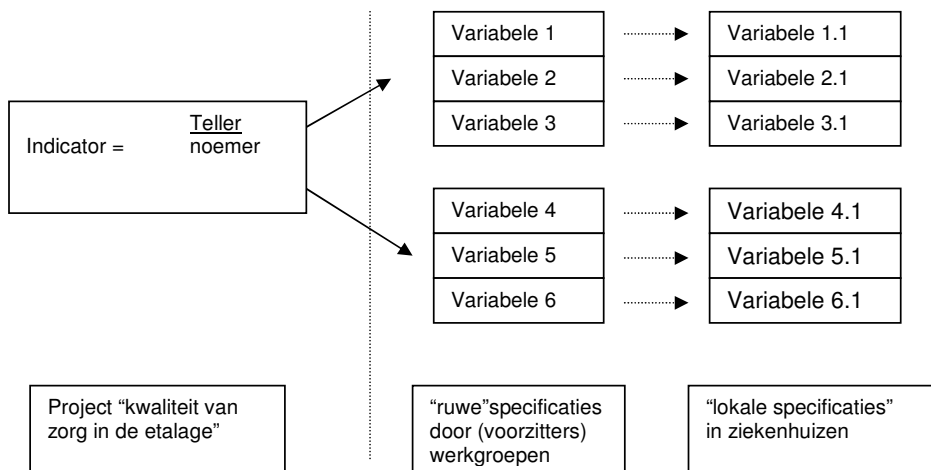 Variabele 1
Variabele 1.1
Variabele 2
Variabele 2.1
Variabele 3
Variabele 3.1
Teller
Indicator =
noemer
Variabele 4
Variabele 4.1
Variabele 5
Variabele 5.1
Variabele 6
Variabele 6.1
Project “kwaliteit van
zorg in de etalage”
“ruwe”specificaties
door (voorzitters)
werkgroepen
“lokale specificaties”
in ziekenhuizen